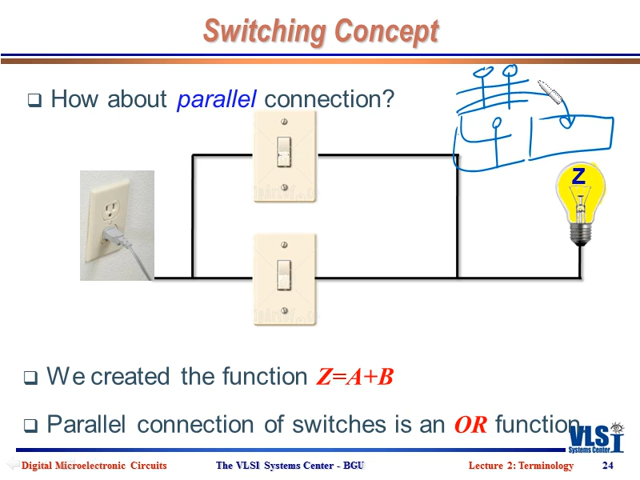 Switching Concept
How about parallel connection?
Z
We created the function Z=A+B
Parallel connection of switches is an OR function
VLSI
Systems Center
Digital Microelectronic Circuits The VLSI Systems Center - BGU Lecture 2: Terminology 24